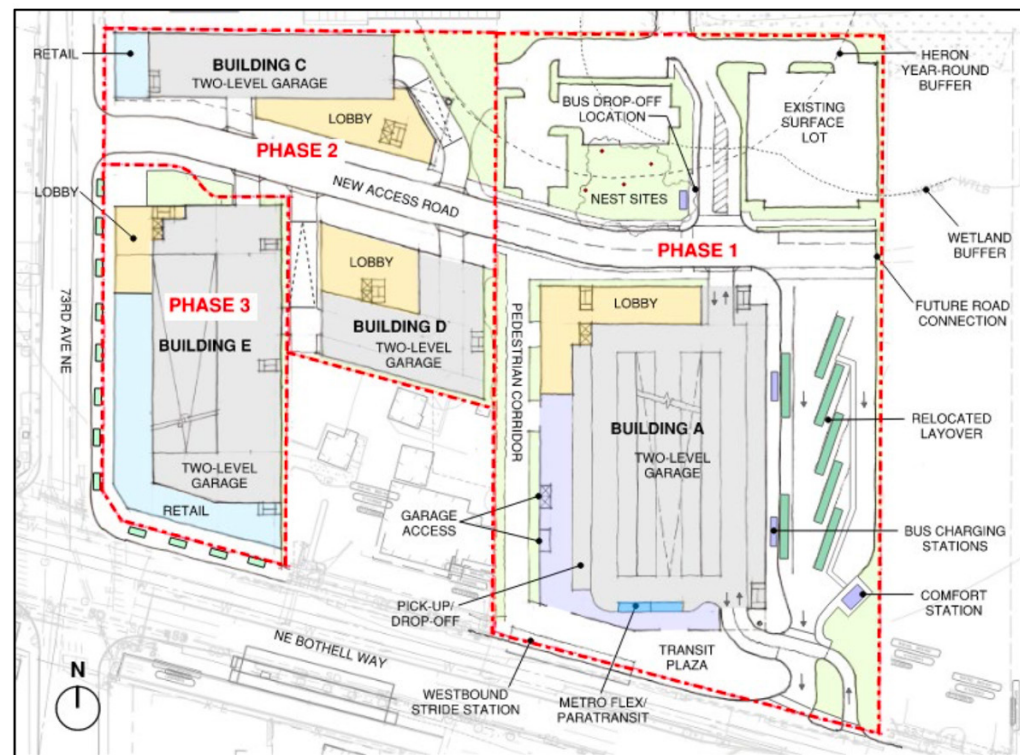 RETAIL
BUILDING C
TWO-LEVEL GARAGE
LOBBY
PHASE 2
BUS DROP-OFF
LOCATION
EXISTING
SURFACE
LOT
HERON
YEAR-ROUND
BUFFER
NEST SITES
NEW ACCESS ROAD
PHASE 1
WETLAND
BUFFER
FUTURE ROAD
CONNECTION
LOBBY
73RD AVE NE
PHASE 3
BUILDING E
TWO-LEVEL
GARAGE
RETAIL
LOBBY
BUILDING D
TWO-LEVEL
GARAGE
PEDESTRIAN CORRIDOR
LOBBY
BUILDING A
TWO-LEVEL
GARAGE
GARAGE
ACCESS
RELOCATED
LAYOVER
BUS CHARGING
STATIONS
COMFORT
STATION
PICK-UP/
DROP-OFF
NE BOTHELL WAY
WESTBOUND
STRIDE STATION
METRO FLEX/
PARATRANSIT
TRANSIT
PLAZA
N